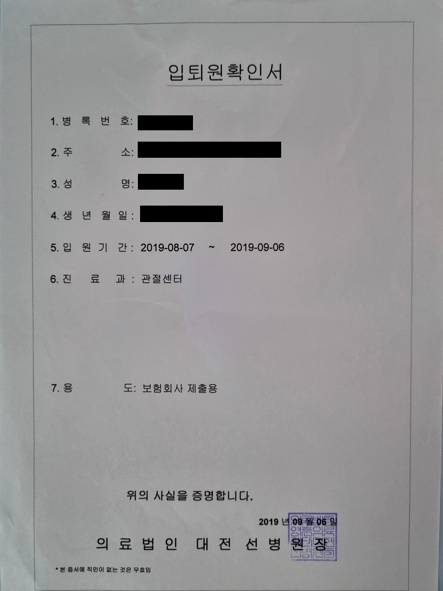 입퇴원확인서
1. 병 록 번 호:
2. 주 소:
3. 성 명:
4. 생 년 월 일 :
5. 입 원 기 간 : 2019-08-07 ~ 2019-09-06
6. 진 료 과 : 관절센터
7. 용 도: 보험회사 제출용
위의 사실을 증명합니다.
2019 년 09 월 06 일
의 료 법 인 대 전 선 병 원 장
* 본 증서에 직인이 없는 것은 무효임